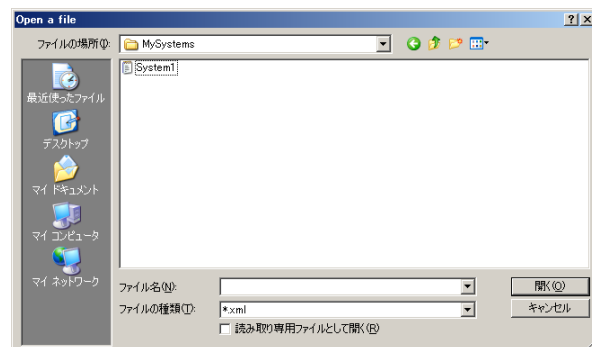 Open a file
ファイルの場所(I):
MySystems
System1
最近使ったファイル
デスクトップ
マイ ドキュメント
マイ コンピュータ
マイ ネットワーク
ファイル名(N):
開く(O)
ファイルの種類(T):
*.xml
キャンセル
読み取り専用ファイルとして開く(R)